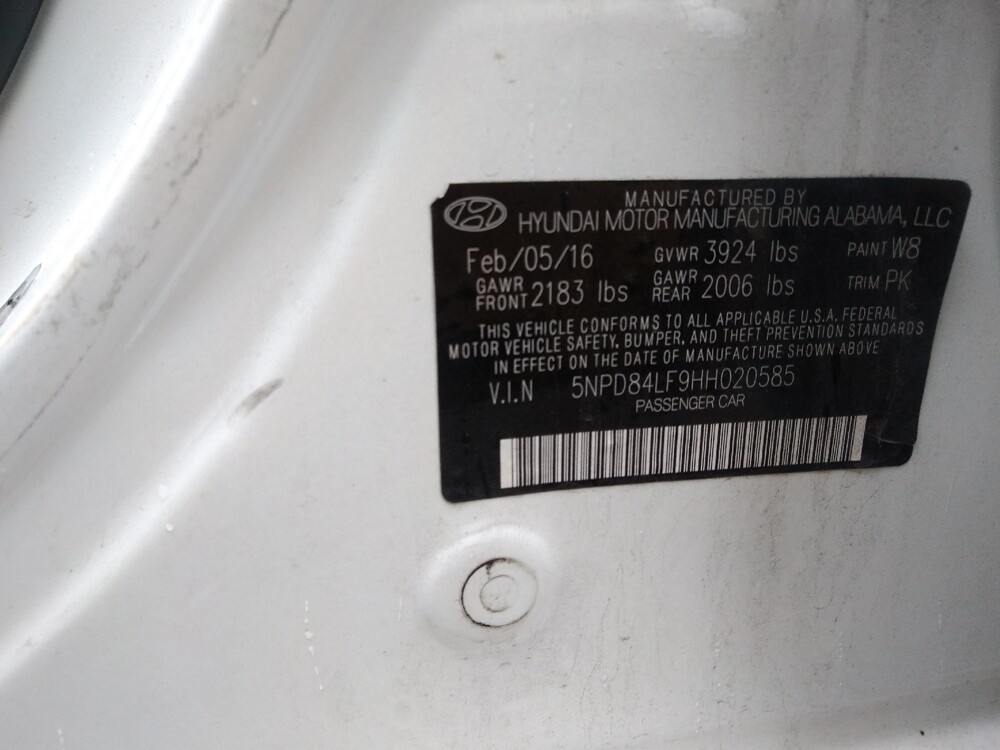 MANUFACTURED BY
HYUNDAI MOTOR MANUFACTURING ALABAMA, LLC
Feb/05/16 GVWR 3924 lbs PAINT W8
GAWR FRONT 2183 lbs GAWR REAR 2006 lbs TRIM PK
THIS VEHICLE CONFORMS TO ALL APPLICABLE U.S.A. FEDERAL
MOTOR VEHICLE SAFETY, BUMPER, AND THEFT PREVENTION STANDARDS
IN EFFECT ON THE DATE OF MANUFACTURE SHOWN ABOVE
V.I.N 5NPD84LF9HH020585
PASSENGER CAR